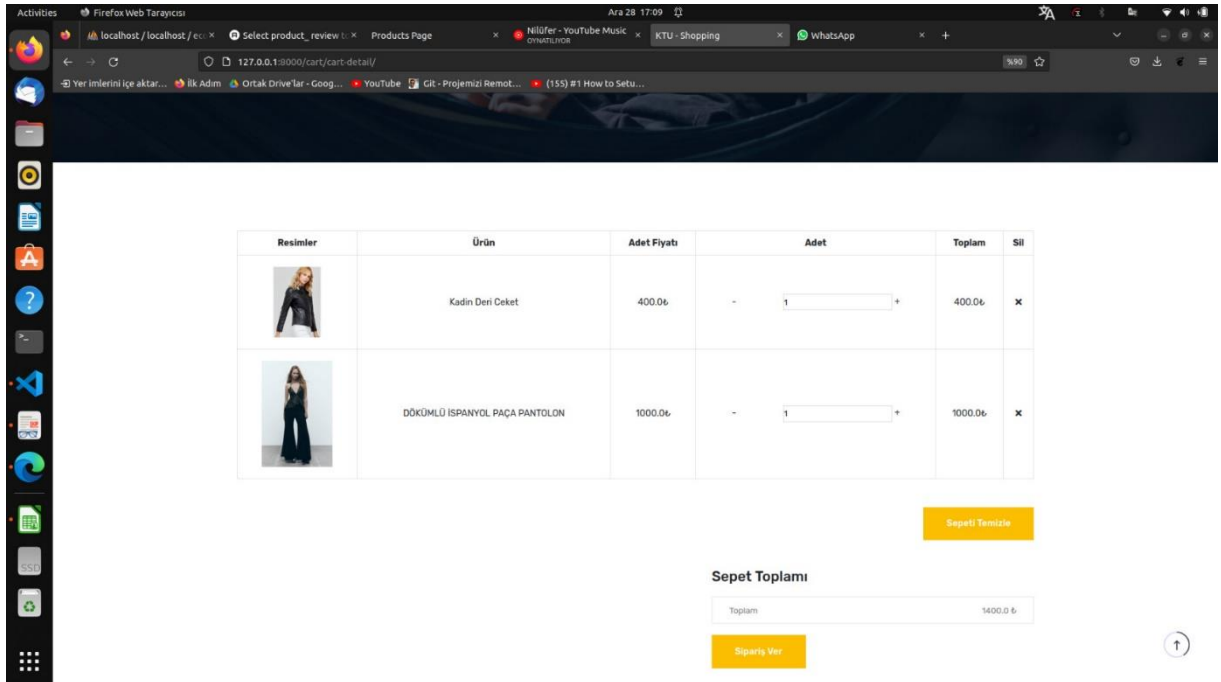 Activities
Firefox Web Tarayıcısı
Ara 28 17:09
localhost / localhost / ec
Select product_ review to
Products Page
Nilüfer - YouTube Music
OYNATILIYOR
KTU - Shopping
WhatsApp
127.0.0.1:8000/cart/cart-detail/
%90
Yer imlerini içe aktar...
İlk Adım
Ortak Drive'lar - Goog...
YouTube
Git - Projemizi Remot...
(155) #1 How to Setu...
Resimler Ürün Adet Fiyatı Adet Toplam Sil
Kadin Deri Ceket 400.0₺ - 1 + 400.0₺ ×
DÖKÜMLÜ İSPANYOL PAÇA PANTOLON 1000.0₺ - 1 + 1000.0₺ ×
SSD
Sepeti Temizle
Sepet Toplamı
Toplam 1400.0 ₺
Sipariş Ver